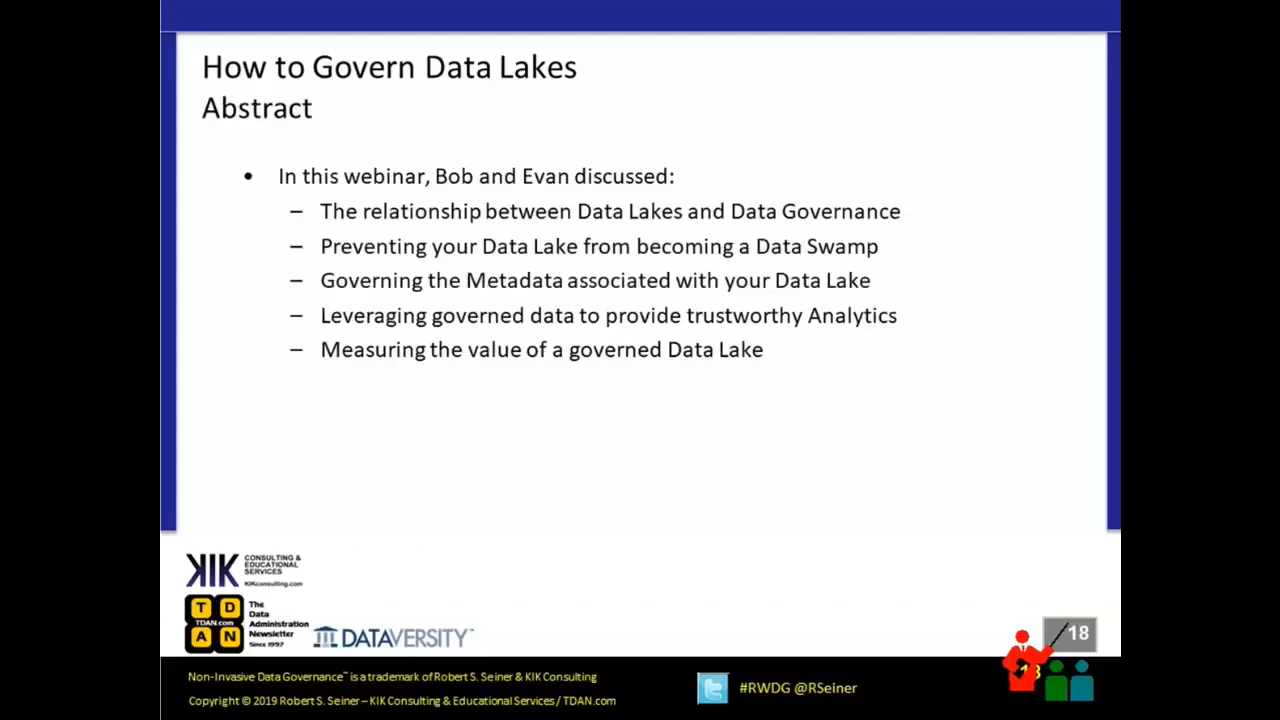 How to Govern Data Lakes
Abstract
• In this webinar, Bob and Evan discussed:
– The relationship between Data Lakes and Data Governance
– Preventing your Data Lake from becoming a Data Swamp
– Governing the Metadata associated with your Data Lake
– Leveraging governed data to provide trustworthy Analytics
– Measuring the value of a governed Data Lake
KIK
CONSULTING &
EDUCATIONAL
SERVICES
KIKconsulting.com
T D
TDAN.com
A N
The
Data
Administration
Newsletter
Since 1997
DATAVERSITY™
18
Non-Invasive Data Governance™ is a trademark of Robert S. Seiner & KIK Consulting
Copyright © 2019 Robert S. Seiner – KIK Consulting & Educational Services / TDAN.com
#RWDG @RSeiner